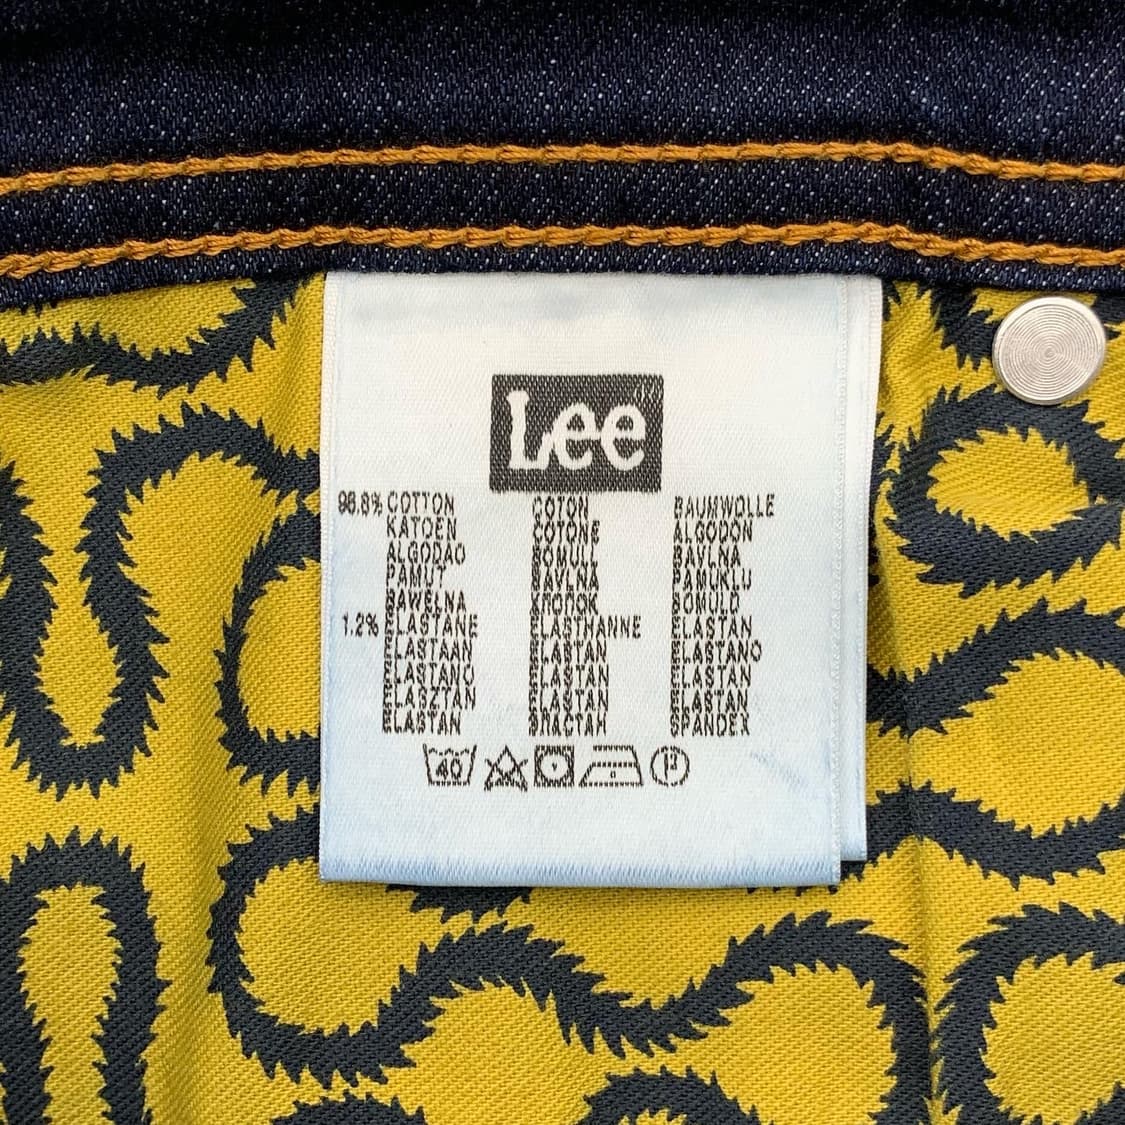 Lee
98.8% COTTON COTON BAUMWOLLE
KATOEN COTONE ALGODON
ALGODAO BOMULL BAVLNA
PAMUT BAVLNA PAMUKLU
BAWELNA ХЛОПОК BOMULD
1.2% ELASTANE ELASTHANNE ELASTAN
ELASTAAN ELASTAN ELASTANO
ELASTANO ELASTAN ELASTAN
ELASZTAN ELASTAN ELASTAN
ELASTAN ЭЛАСТАН SPANDEX
40